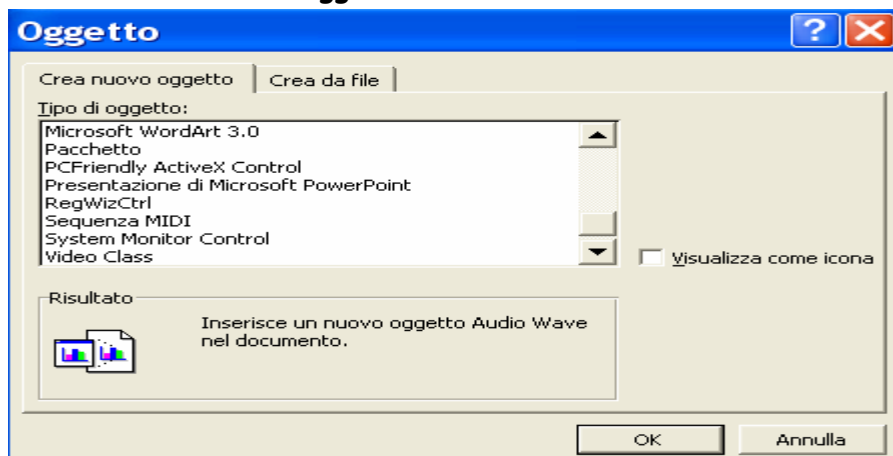 Oggetto
Crea nuovo oggetto
Crea da file
Tipo di oggetto:
Microsoft WordArt 3.0
Pacchetto
PCFriendly ActiveX Control
Presentazione di Microsoft PowerPoint
RegWizCtrl
Sequenza MIDI
System Monitor Control
Video Class
Visualizza come icona
Risultato
Inserisce un nuovo oggetto Audio Wave
nel documento.
OK
Annulla